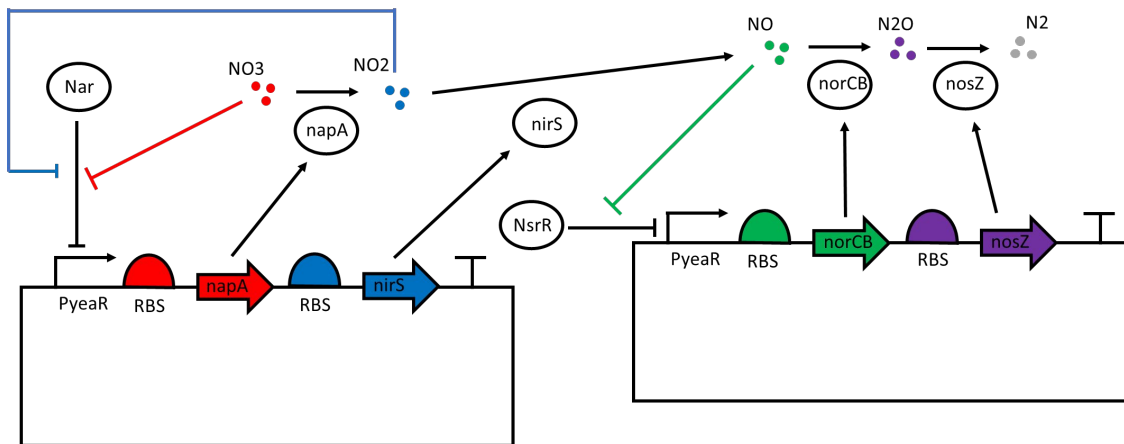 NO
N2O
N2
NO3
NO2
Nar
norCB
nosZ
napA
nirS
NsrR
norCB
nosZ
PyeaR
RBS
RBS
napA
nirS
PyeaR
RBS
RBS